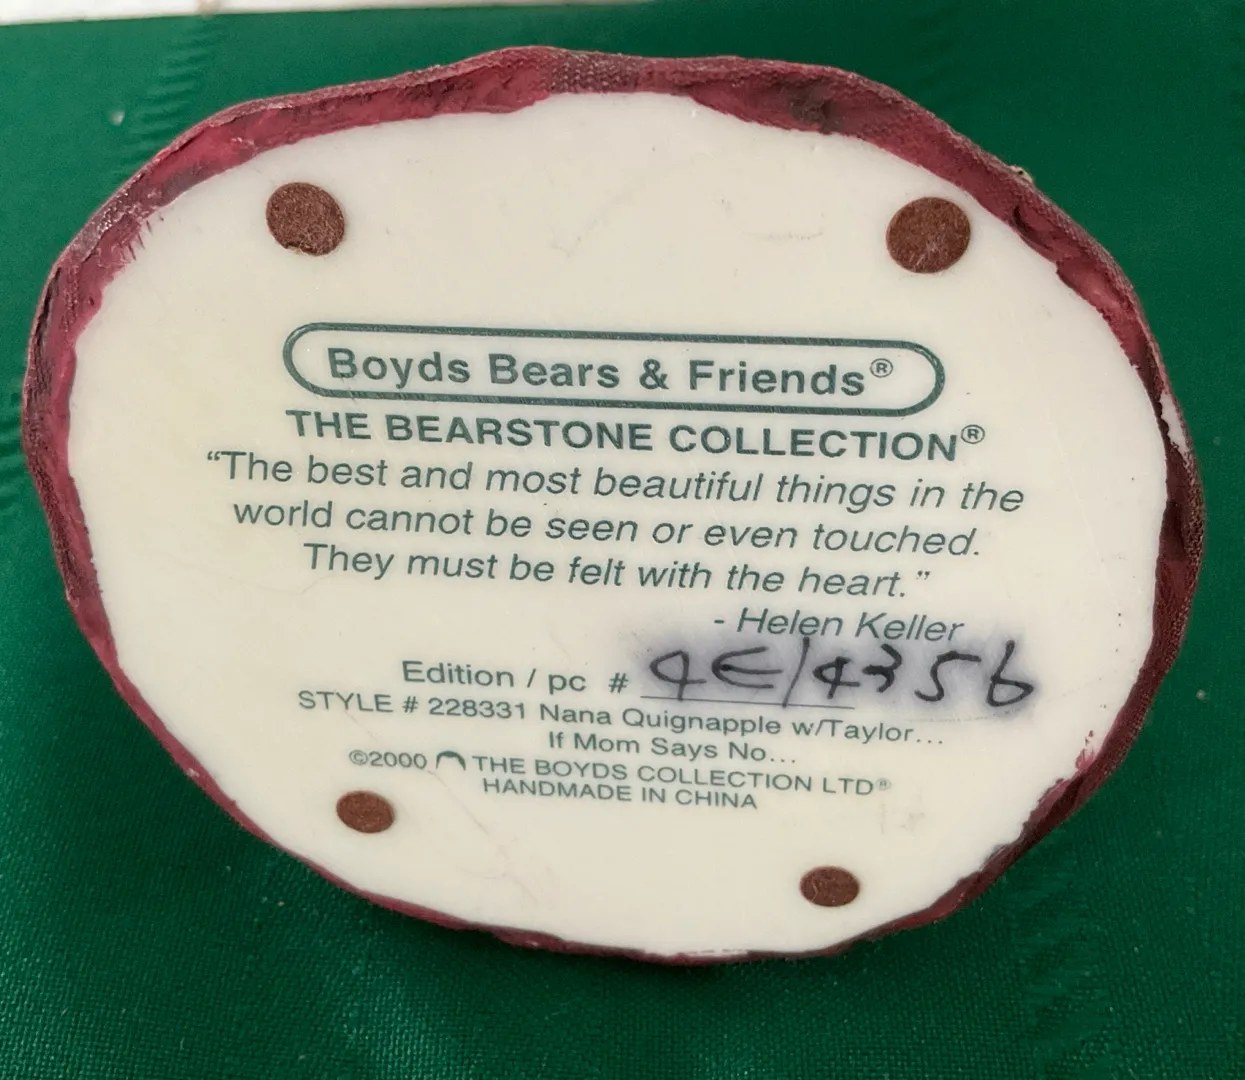 Boyds Bears & Friends®
THE BEARSTONE COLLECTION®
“The best and most beautiful things in the
world cannot be seen or even touched.
They must be felt with the heart.”
- Helen Keller
Edition / pc # 4E/4356
STYLE # 228331 Nana Quignapple w/Taylor...
If Mom Says No...
©2000 THE BOYDS COLLECTION LTD®
HANDMADE IN CHINA